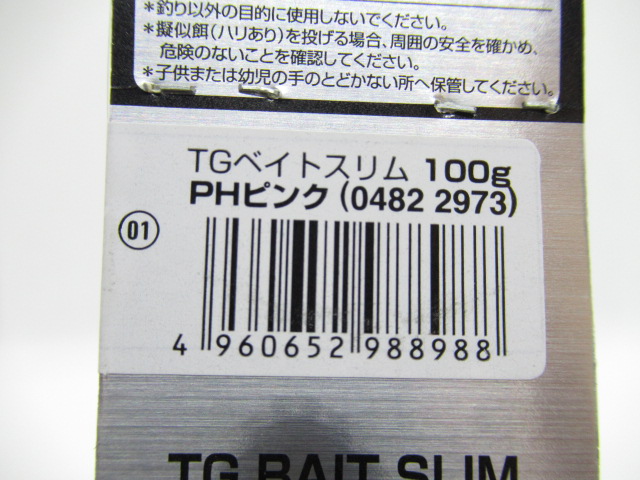 *釣り以外の目的に使用しないでください。
*擬似餌(ハリあり)を投げる場合、周囲の安全を確かめ、
危険のないことを確認してください。
*子供または幼児の手のとどかない所へ保管してください。
TGベイトスリム 100g
PHピンク(0482 2973)
01
4 960652 988988
TG BAIT SLIM